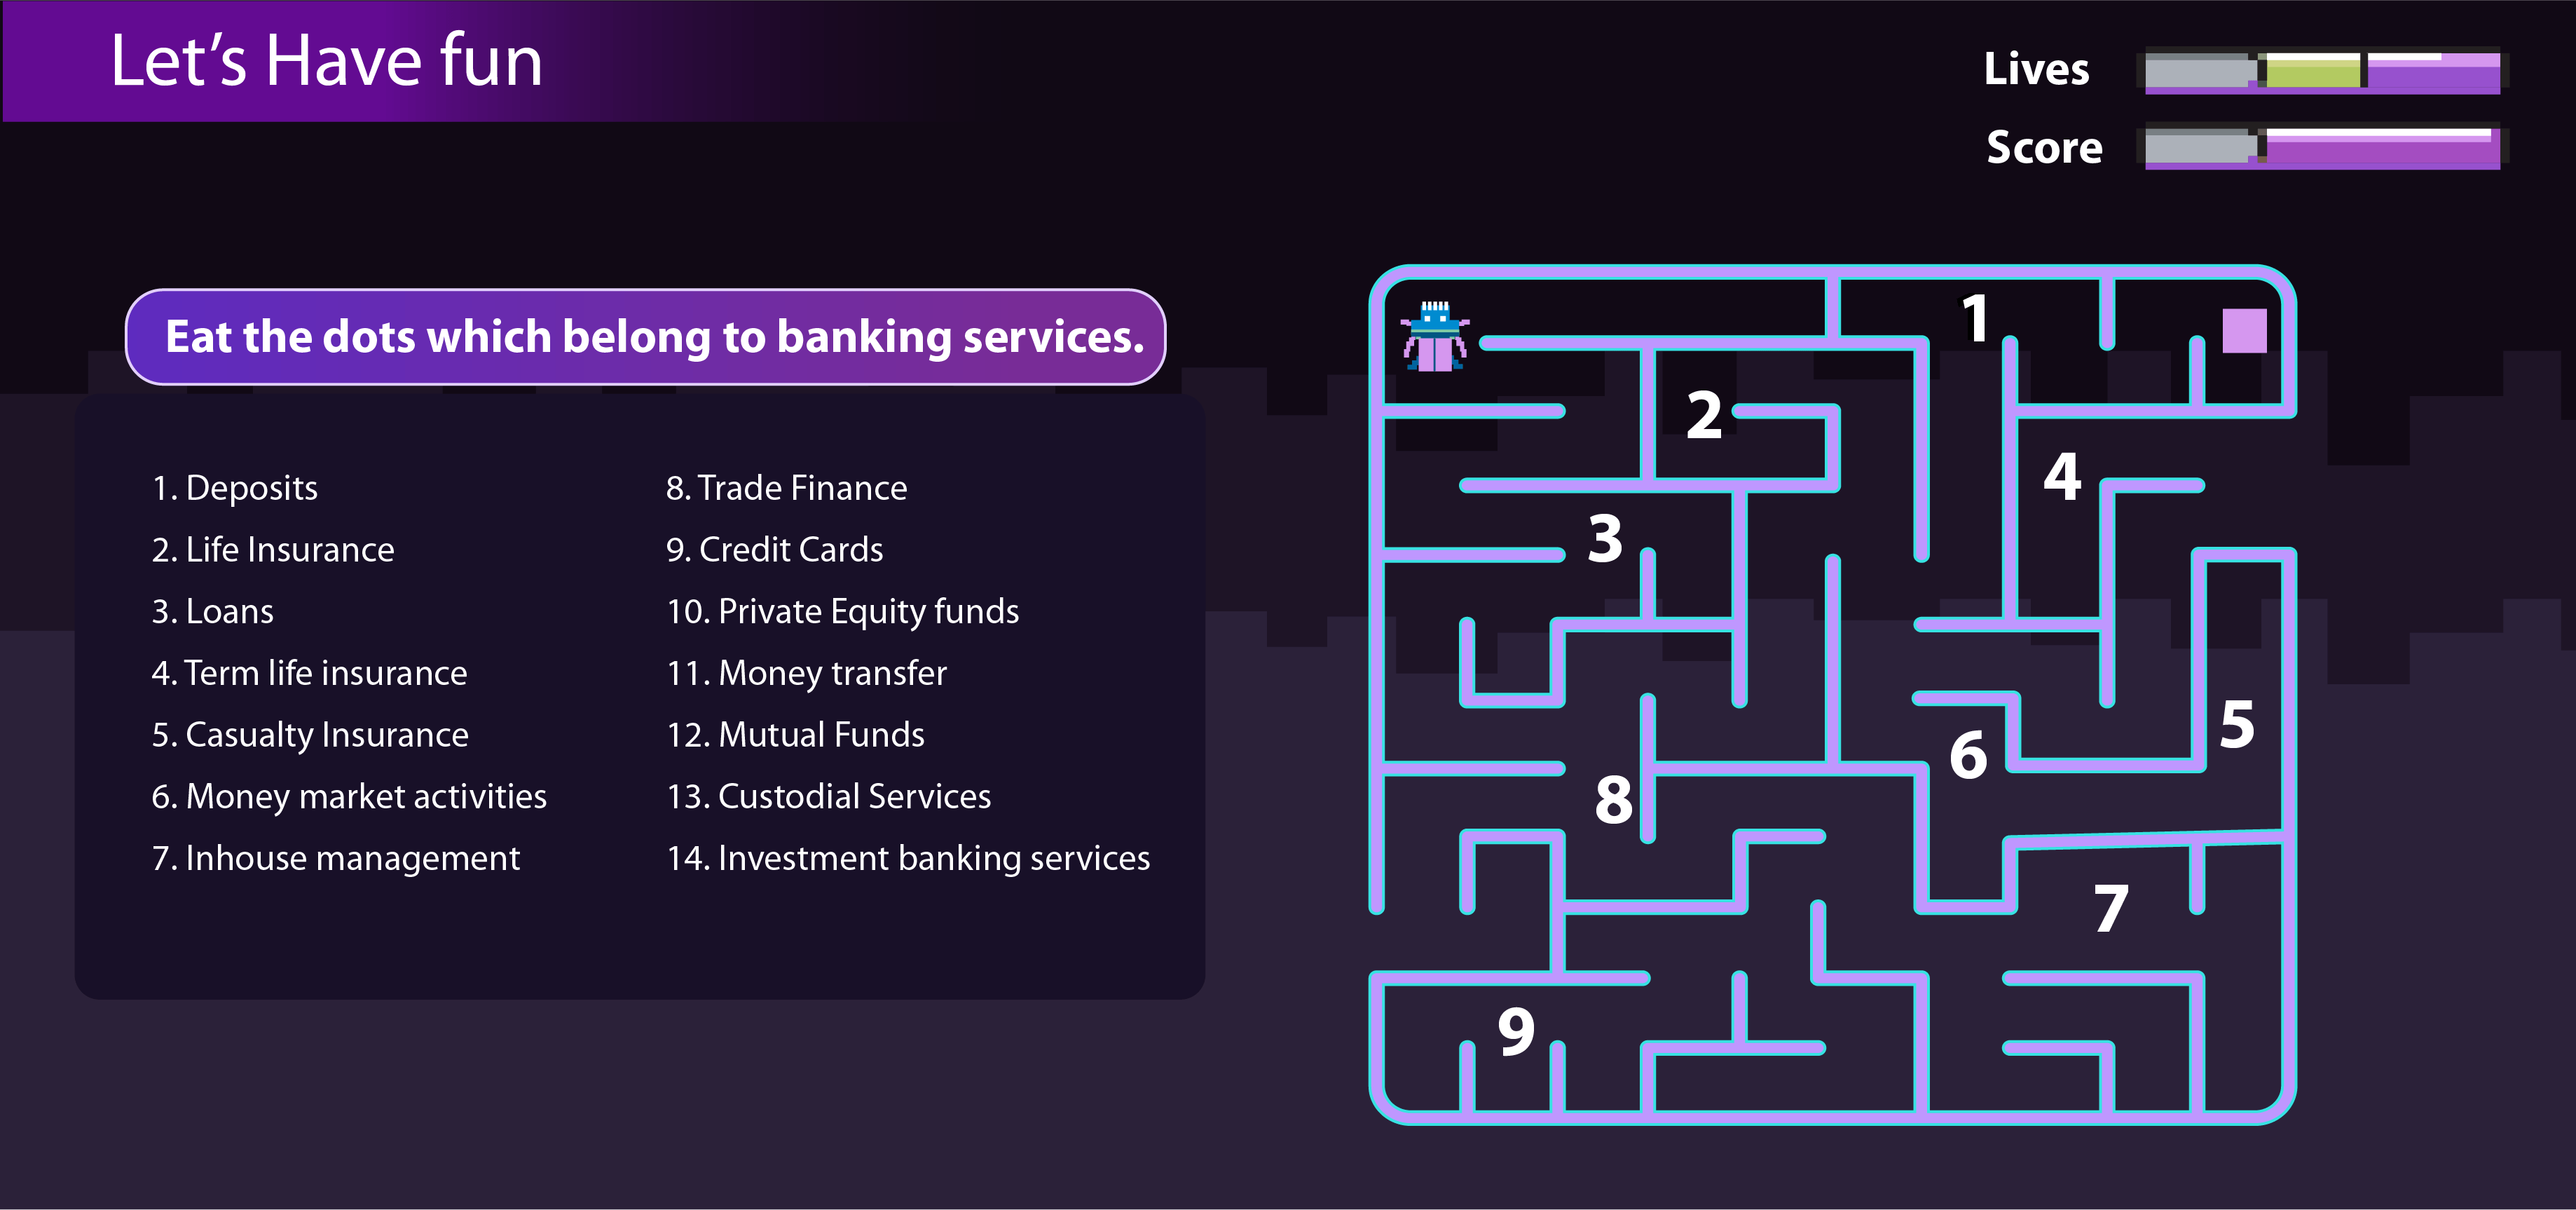 Let’s Have fun
Lives
Score
Eat the dots which belong to banking services.
1. Deposits
2. Life Insurance
3. Loans
4. Term life insurance
5. Casualty Insurance
6. Money market activities
7. Inhouse management
8. Trade Finance
9. Credit Cards
10. Private Equity funds
11. Money transfer
12. Mutual Funds
13. Custodial Services
14. Investment banking services
1
2
4
3
5
6
8
7
9